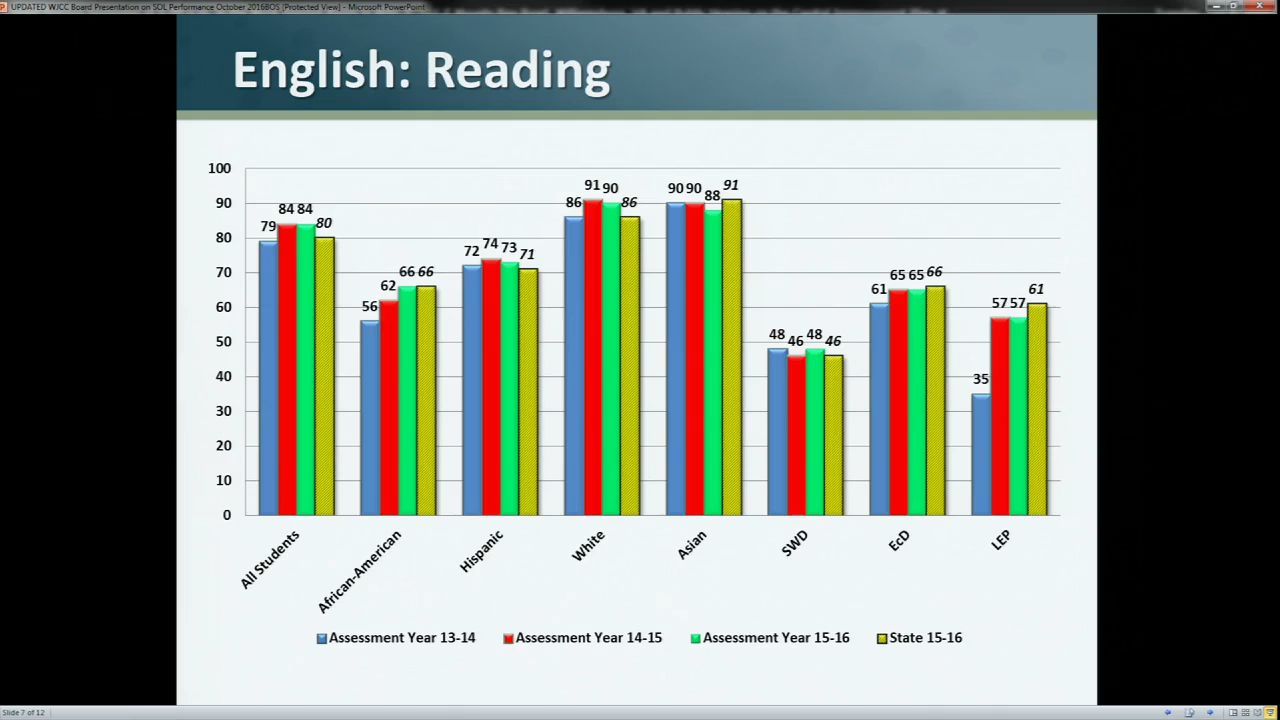 UPDATED WJCC Board Presentation on SOL Performance October 2016BOS [Protected View] - Microsoft PowerPoint
English: Reading
100
90
80
70
60
50
40
30
20
10
0
79 84 84 80
56 62 66 66
72 74 73 71
86 91 90 86
90 90 88 91
48 46 48 46
61 65 65 66
35 57 57 61
All Students
African-American
Hispanic
White
Asian
SWD
EcD
LEP
Assessment Year 13-14
Assessment Year 14-15
Assessment Year 15-16
State 15-16
Slide 7 of 12